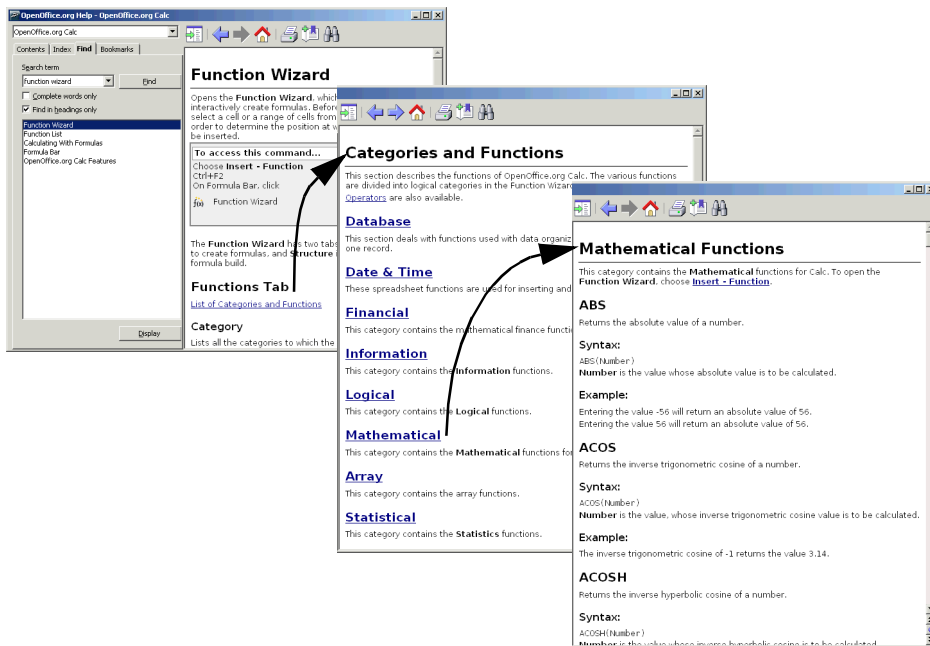 OpenOffice.org Help - OpenOffice.org Calc
OpenOffice.org Calc
Contents Index Find Bookmarks
Search term
function wizard
Find
Complete words only
Find in headings only
Function Wizard
Function List
Calculating With Formulas
Formula Bar
OpenOffice.org Calc Features
Display
Function Wizard
Opens the Function Wizard, which
interactively create formulas. Before
select a cell or a range of cells from
order to determine the position at w
be inserted.
To access this command...
Choose Insert - Function
Ctrl+F2
On Formula Bar, click
f(x) Function Wizard
The Function Wizard has two tabs
to create formulas, and Structure i
formula build.
Functions Tab
List of Categories and Functions
Category
Lists all the categories to which the
Categories and Functions
This section describes the functions of OpenOffice.org Calc. The various functions
are divided into logical categories in the Function Wizard
Operators are also available.
Database
This section deals with functions used with data organiz
one record.
Date & Time
These spreadsheet functions are used for inserting and
Financial
This category contains the mathematical finance functi
Information
This category contains the Information functions.
Logical
This category contains the Logical functions.
Mathematical
This category contains the Mathematical functions for
Array
This category contains the array functions.
Statistical
This category contains the Statistics functions.
Mathematical Functions
This category contains the Mathematical functions for Calc. To open the
Function Wizard, choose Insert - Function.
ABS
Returns the absolute value of a number.
Syntax:
ABS(Number)
Number is the value whose absolute value is to be calculated.
Example:
Entering the value -56 will return an absolute value of 56.
Entering the value 56 will return an absolute value of 56.
ACOS
Returns the inverse trigonometric cosine of a number.
Syntax:
ACOS(Number)
Number is the value, whose inverse trigonometric cosine value is to be calculated.
Example:
The inverse trigonometric cosine of -1 returns the value 3.14.
ACOSH
Returns the inverse hyperbolic cosine of a number.
Syntax:
ACOSH(Number)
Number is the value whose inverse hyperbolic cosine is to be calculated